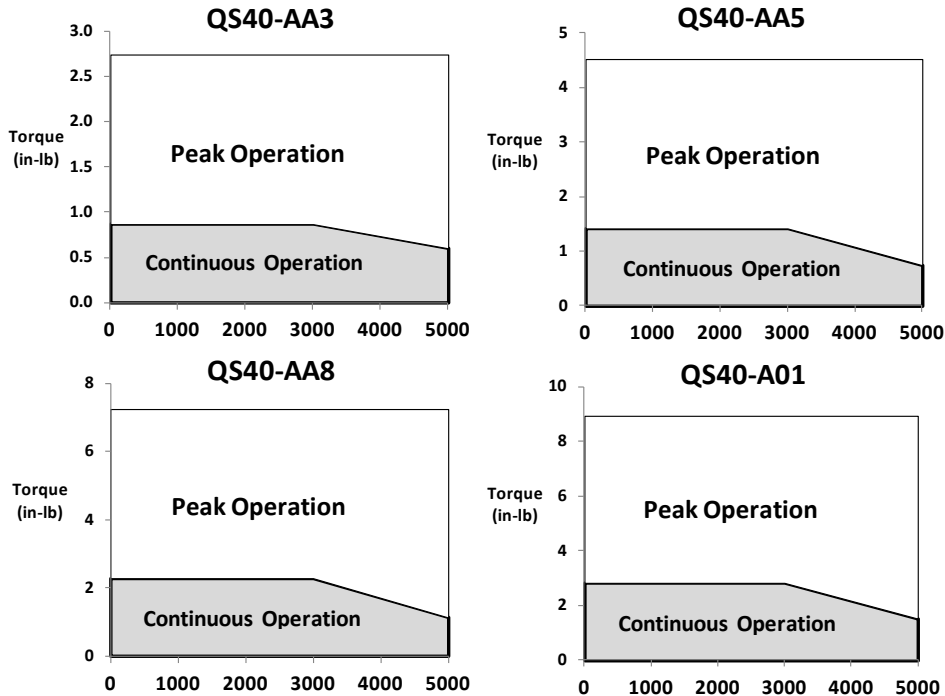 QS40-AA3
3.0
2.5
2.0
1.5
1.0
0.5
0.0
Torque
(in-lb)
Peak Operation
Continuous Operation
0 1000 2000 3000 4000 5000
QS40-AA5
5
4
3
2
1
0
Torque
(in-lb)
Peak Operation
Continuous Operation
0 1000 2000 3000 4000 5000
QS40-AA8
8
6
4
2
0
Torque
(in-lb)
Peak Operation
Continuous Operation
0 1000 2000 3000 4000 5000
QS40-A01
10
8
6
4
2
0
Torque
(in-lb)
Peak Operation
Continuous Operation
0 1000 2000 3000 4000 5000